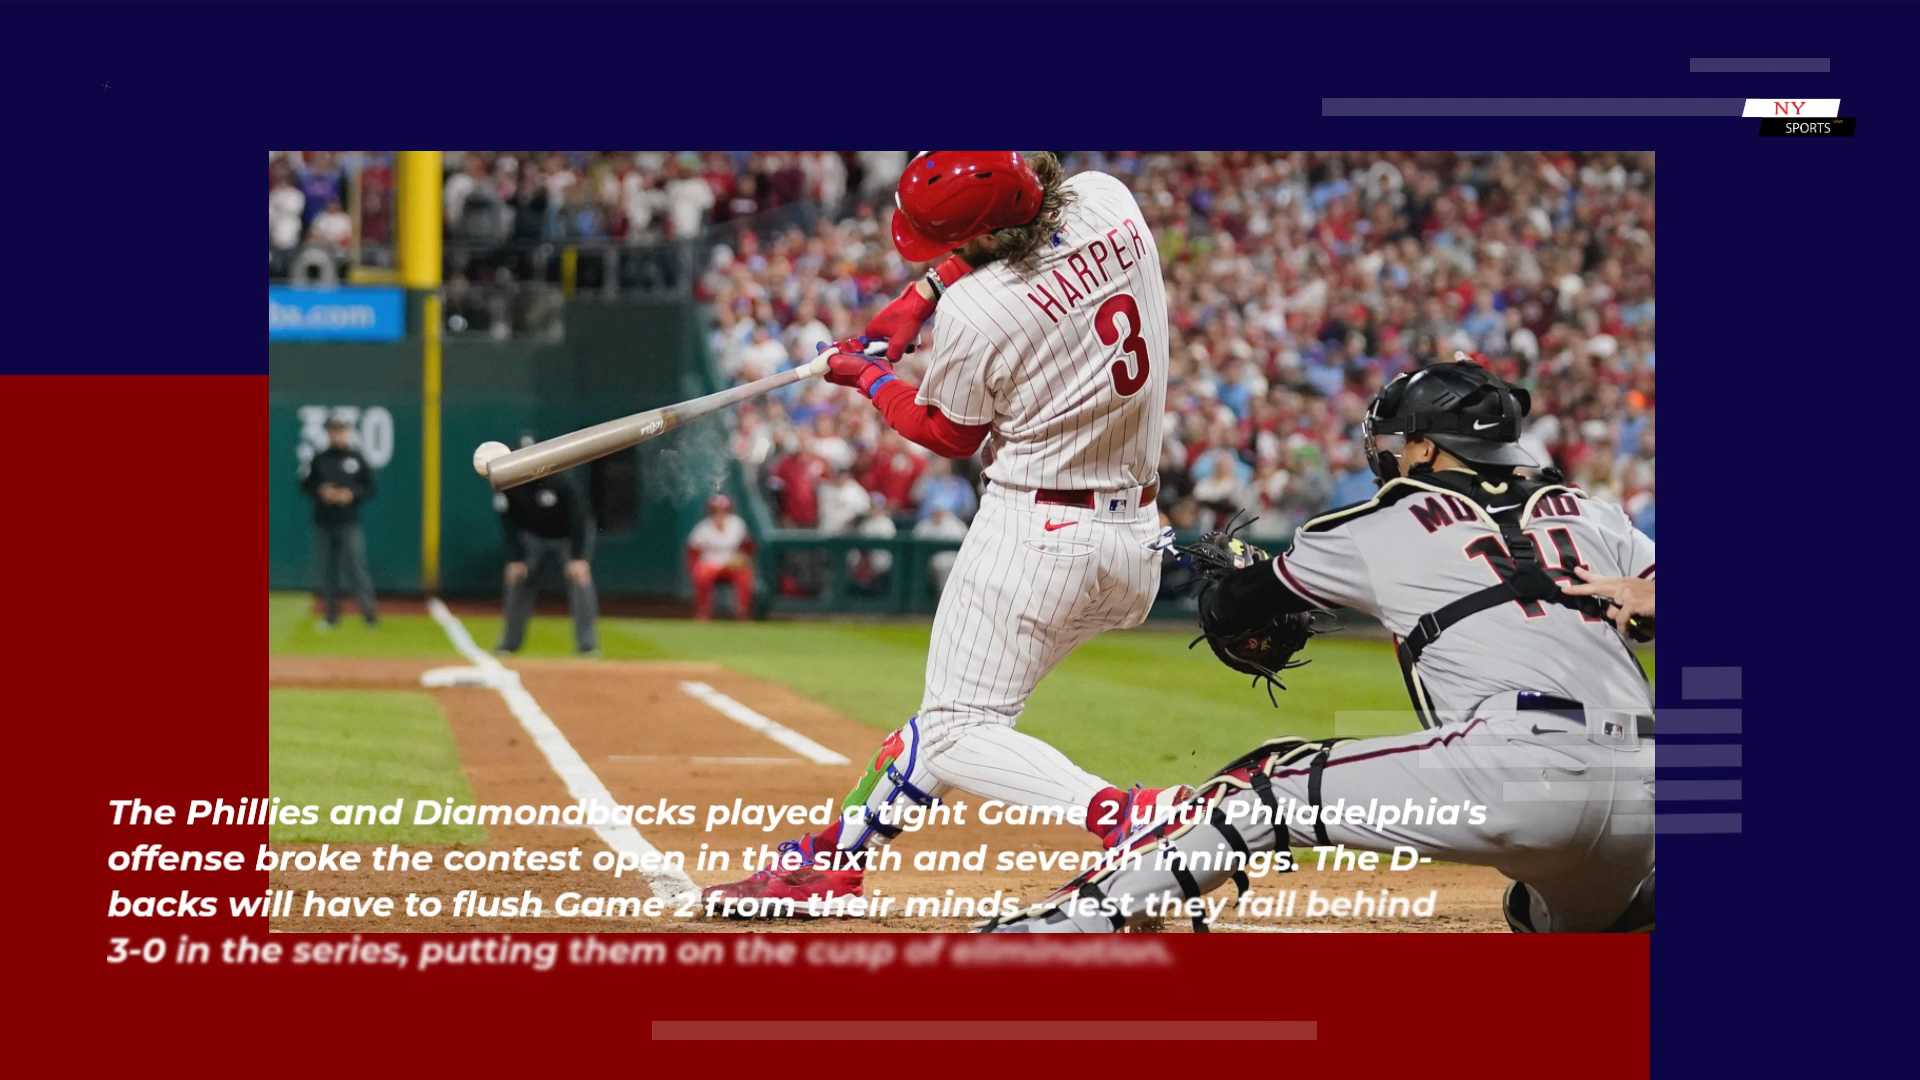 NY
SPORTS
HARPER
3
bs.com
330
14
The Phillies and Diamondbacks played a tight Game 2 until Philadelphia's
offense broke the contest open in the sixth and seventh innings. The D-
backs will have to flush Game 2 from their minds -- lest they fall behind
3-0 in the series, putting them on the cusp of elimination.